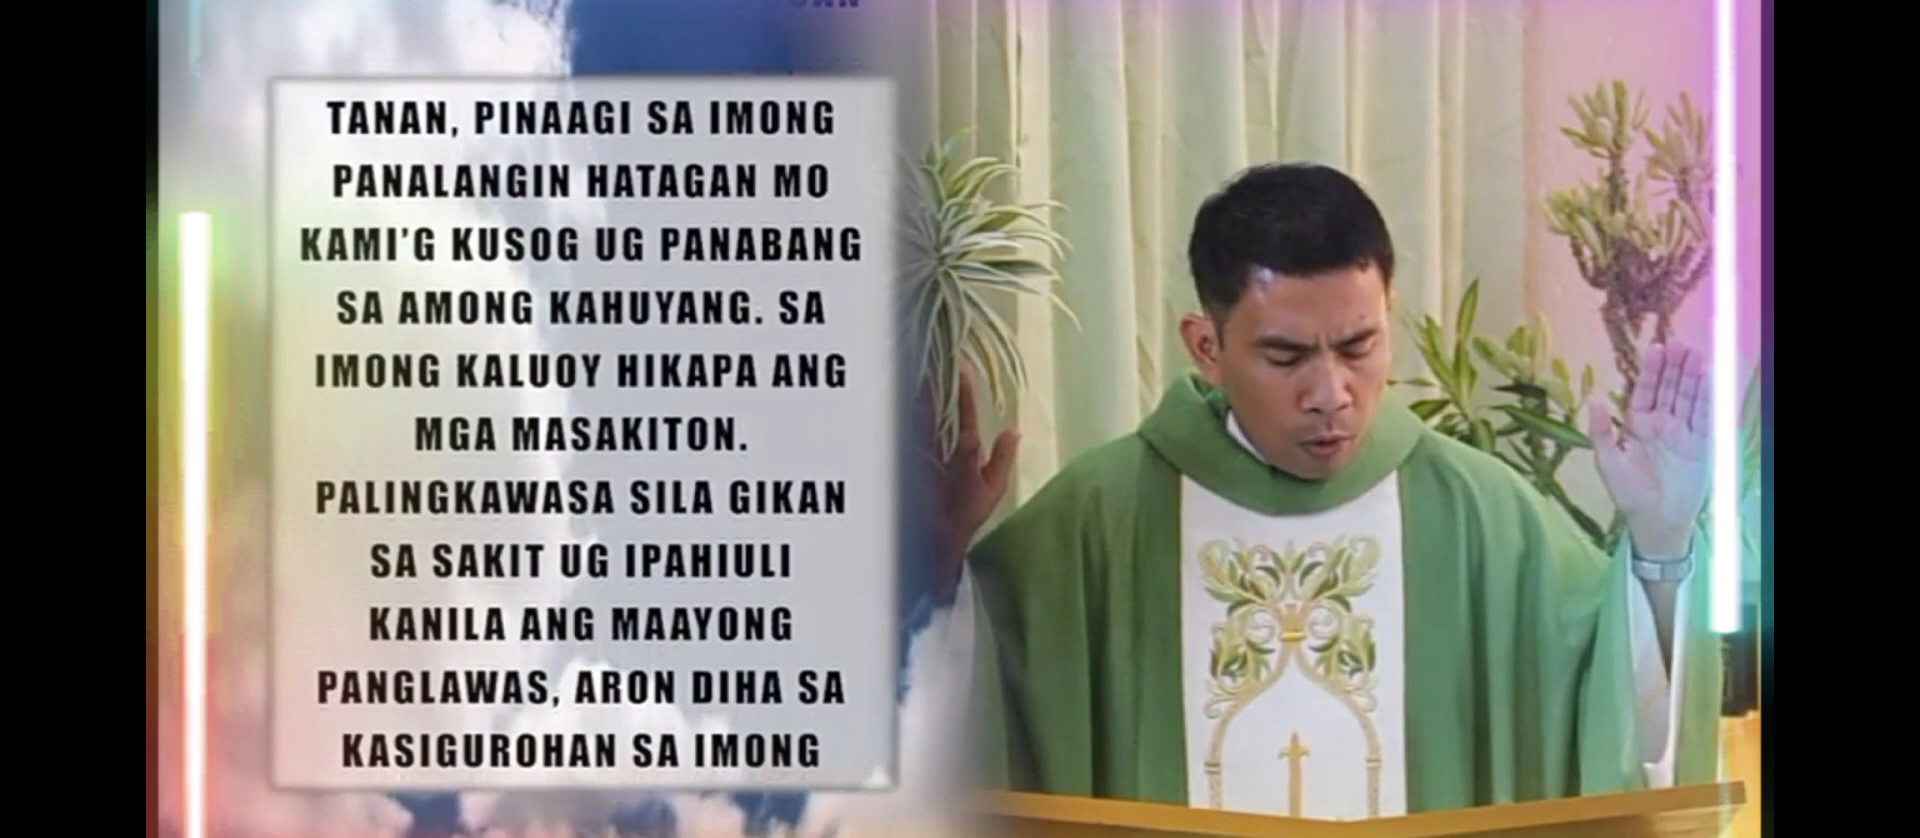 TANAN, PINAAGI SA IMONG
PANALANGIN HATAGAN MO
KAMI'G KUSOG UG PANABANG
SA AMONG KAHUYANG. SA
IMONG KALUOY HIKAPA ANG
MGA MASAKITON.
PALINGKAWASA SILA GIKAN
SA SAKIT UG IPAHIULI
KANILA ANG MAAYONG
PANGLAWAS, ARON DIHA SA
KASIGUROHAN SA IMONG